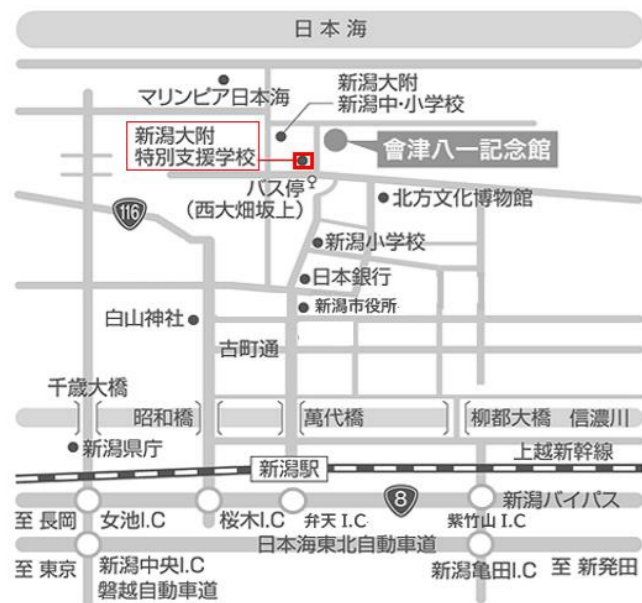 日本海
マリンピア日本海
新潟大附
新潟中・小学校
新潟大附
特別支援学校
會津八一記念館
バス停
(西大畑坂上)
北方文化博物館
116
新潟小学校
日本銀行
新潟市役所
白山神社
古町通
千歳大橋
昭和橋
萬代橋
柳都大橋 信濃川
新潟県庁
上越新幹線
新潟駅
8
新潟バイパス
至 長岡
女池I.C
桜木I.C
弁天 I.C
紫竹山 I.C
日本海東北自動車道
至 東京
新潟中央I.C
磐越自動車道
新潟亀田I.C
至 新発田